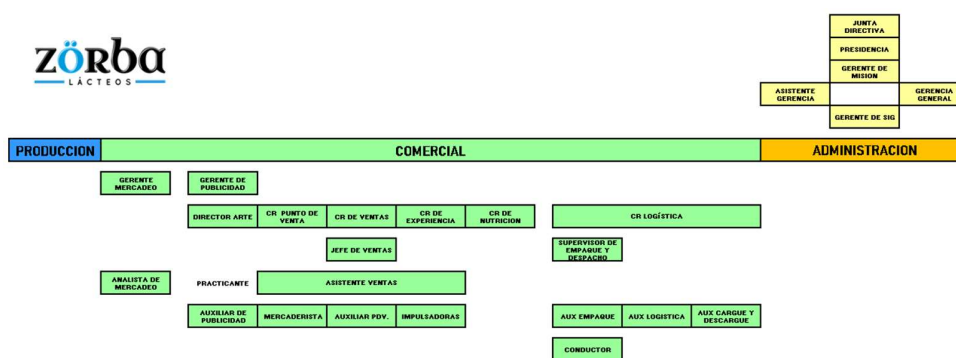 zörba
LÁCTEOS
JUNTA
DIRECTIVA
PRESIDENCIA
GERENTE DE
MISION
ASISTENTE
GERENCIA
GERENCIA
GENERAL
GERENTE DE SIG
PRODUCCION
COMERCIAL
ADMINISTRACION
GERENTE
MERCADEO
GERENTE DE
PUBLICIDAD
DIRECTOR ARTE
CR PUNTO DE
VENTA
CR DE VENTAS
CR DE
EXPERIENCIA
CR DE
NUTRICION
CR LOGÍSTICA
JEFE DE VENTAS
SUPERVISOR DE
EMPAQUE Y
DESPACHO
ANALISTA DE
MERCADEO
PRACTICANTE
ASISTENTE VENTAS
AUXILIAR DE
PUBLICIDAD
MERCADERISTA
AUXILIAR PDV.
IMPULSADORAS
AUX EMPAQUE
AUX LOGISTICA
AUX CARGUE Y
DESCARGUE
CONDUCTOR